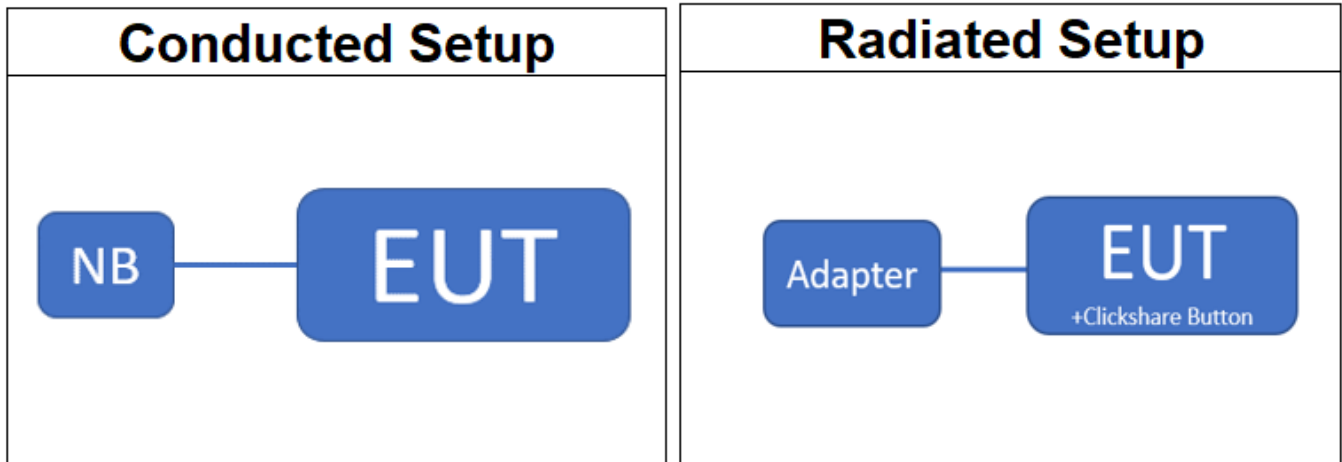 Conducted Setup
NB
EUT
Radiated Setup
Adapter
EUT
+Clickshare Button